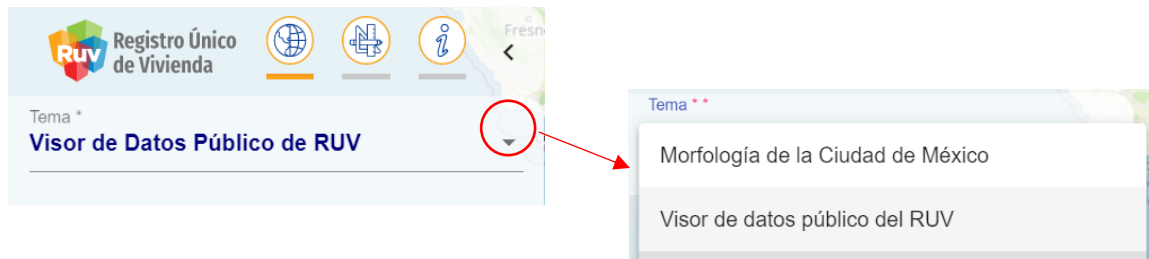 Ruv Registro Único
de Vivienda
Fresn
Tema *
Visor de Datos Público de RUV
Tema * *
Morfología de la Ciudad de México
Visor de datos público del RUV